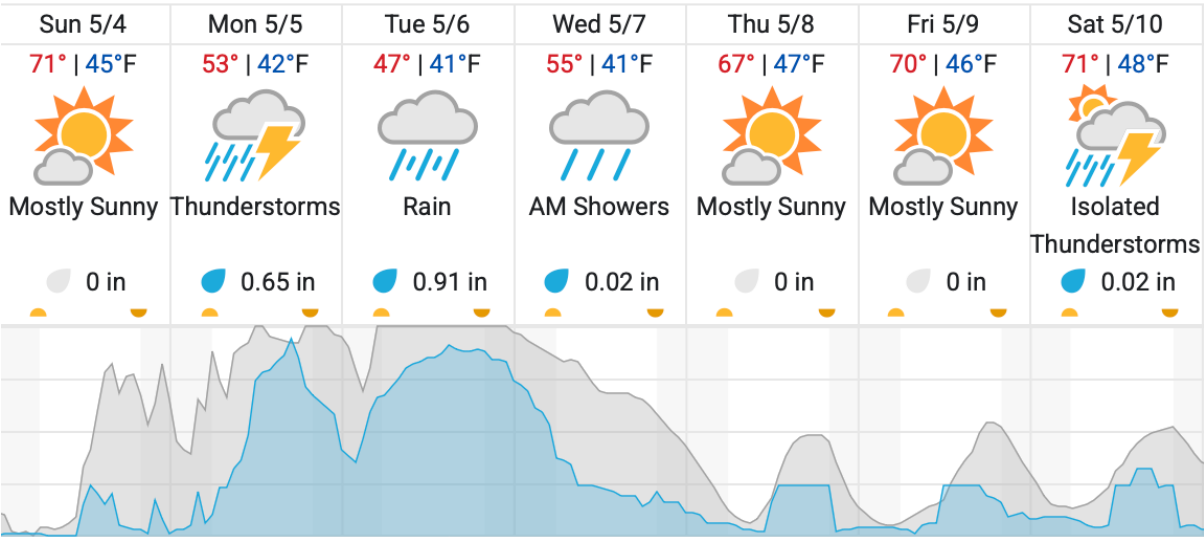 Sun 5/4 Mon 5/5 Tue 5/6 Wed 5/7 Thu 5/8 Fri 5/9 Sat 5/10
71° | 45°F 53° | 42°F 47° | 41°F 55° | 41°F 67° | 47°F 70° | 46°F 71° | 48°F
Mostly Sunny Thunderstorms Rain AM Showers Mostly Sunny Mostly Sunny Isolated
Thunderstorms
0 in 0.65 in 0.91 in 0.02 in 0 in 0 in 0.02 in